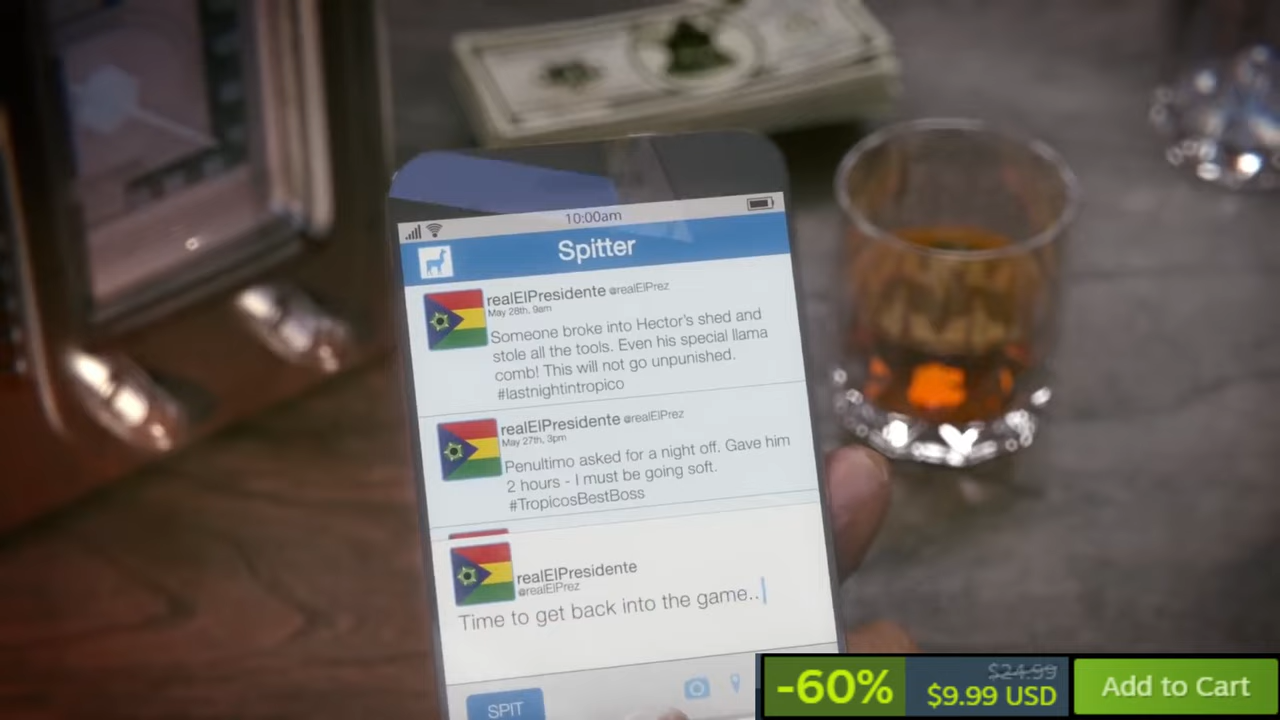 10:00am
Spitter
realElPresidente @realElPrez
May 28th, 9am
Someone broke into Hector's shed and
stole all the tools. Even his special llama
comb! This will not go unpunished.
#lastnightintropico
realElPresidente @realElPrez
May 27th, 3pm
Penultimo asked for a night off. Gave him
2 hours - I must be going soft.
#TropicosBestBoss
realElPresidente
@realElPrez
Time to get back into the game..
SPIT
-60%
$24.99
$9.99 USD
Add to Cart